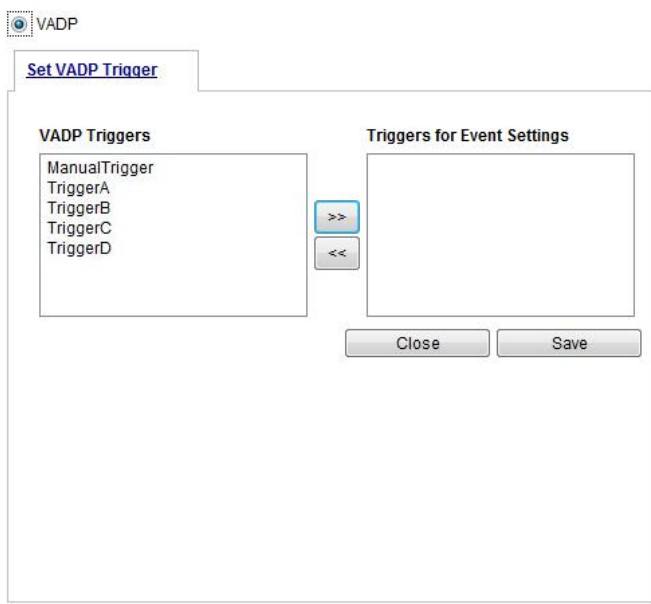 VADP
Set VADP Trigger
VADP Triggers
Triggers for Event Settings
ManualTrigger
TriggerA
TriggerB
TriggerC
TriggerD
>>
<<
Close
Save